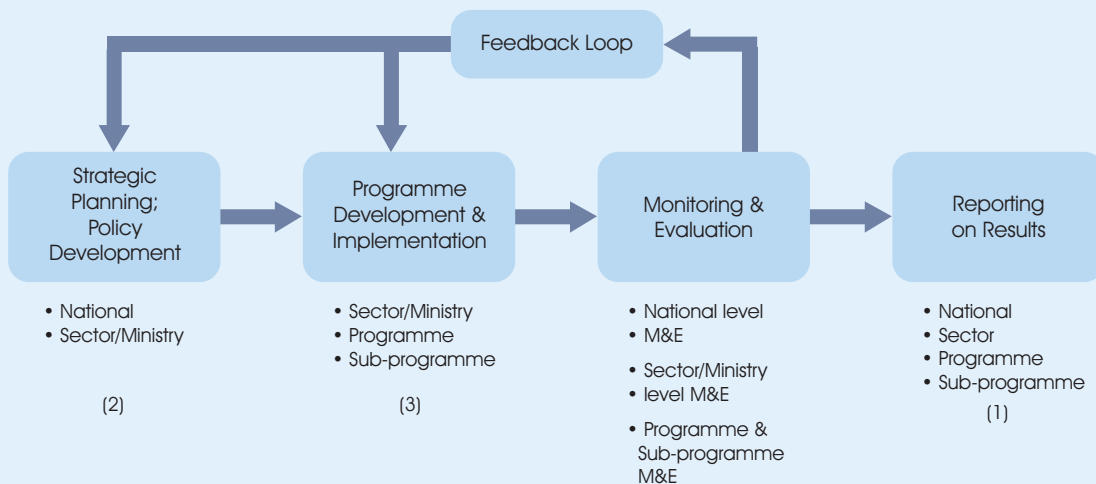 Feedback Loop
Strategic
Planning;
Policy
Development
Programme
Development &
Implementation
Monitoring &
Evaluation
Reporting
on Results
• National
• Sector/Ministry
(2)
• Sector/Ministry
• Programme
• Sub-programme
(3)
• National level
• M&E
• Sector/Ministry
• level M&E
• Programme &
Sub-programme
M&E
• National
• Sector
• Programme
• Sub-programme
(1)